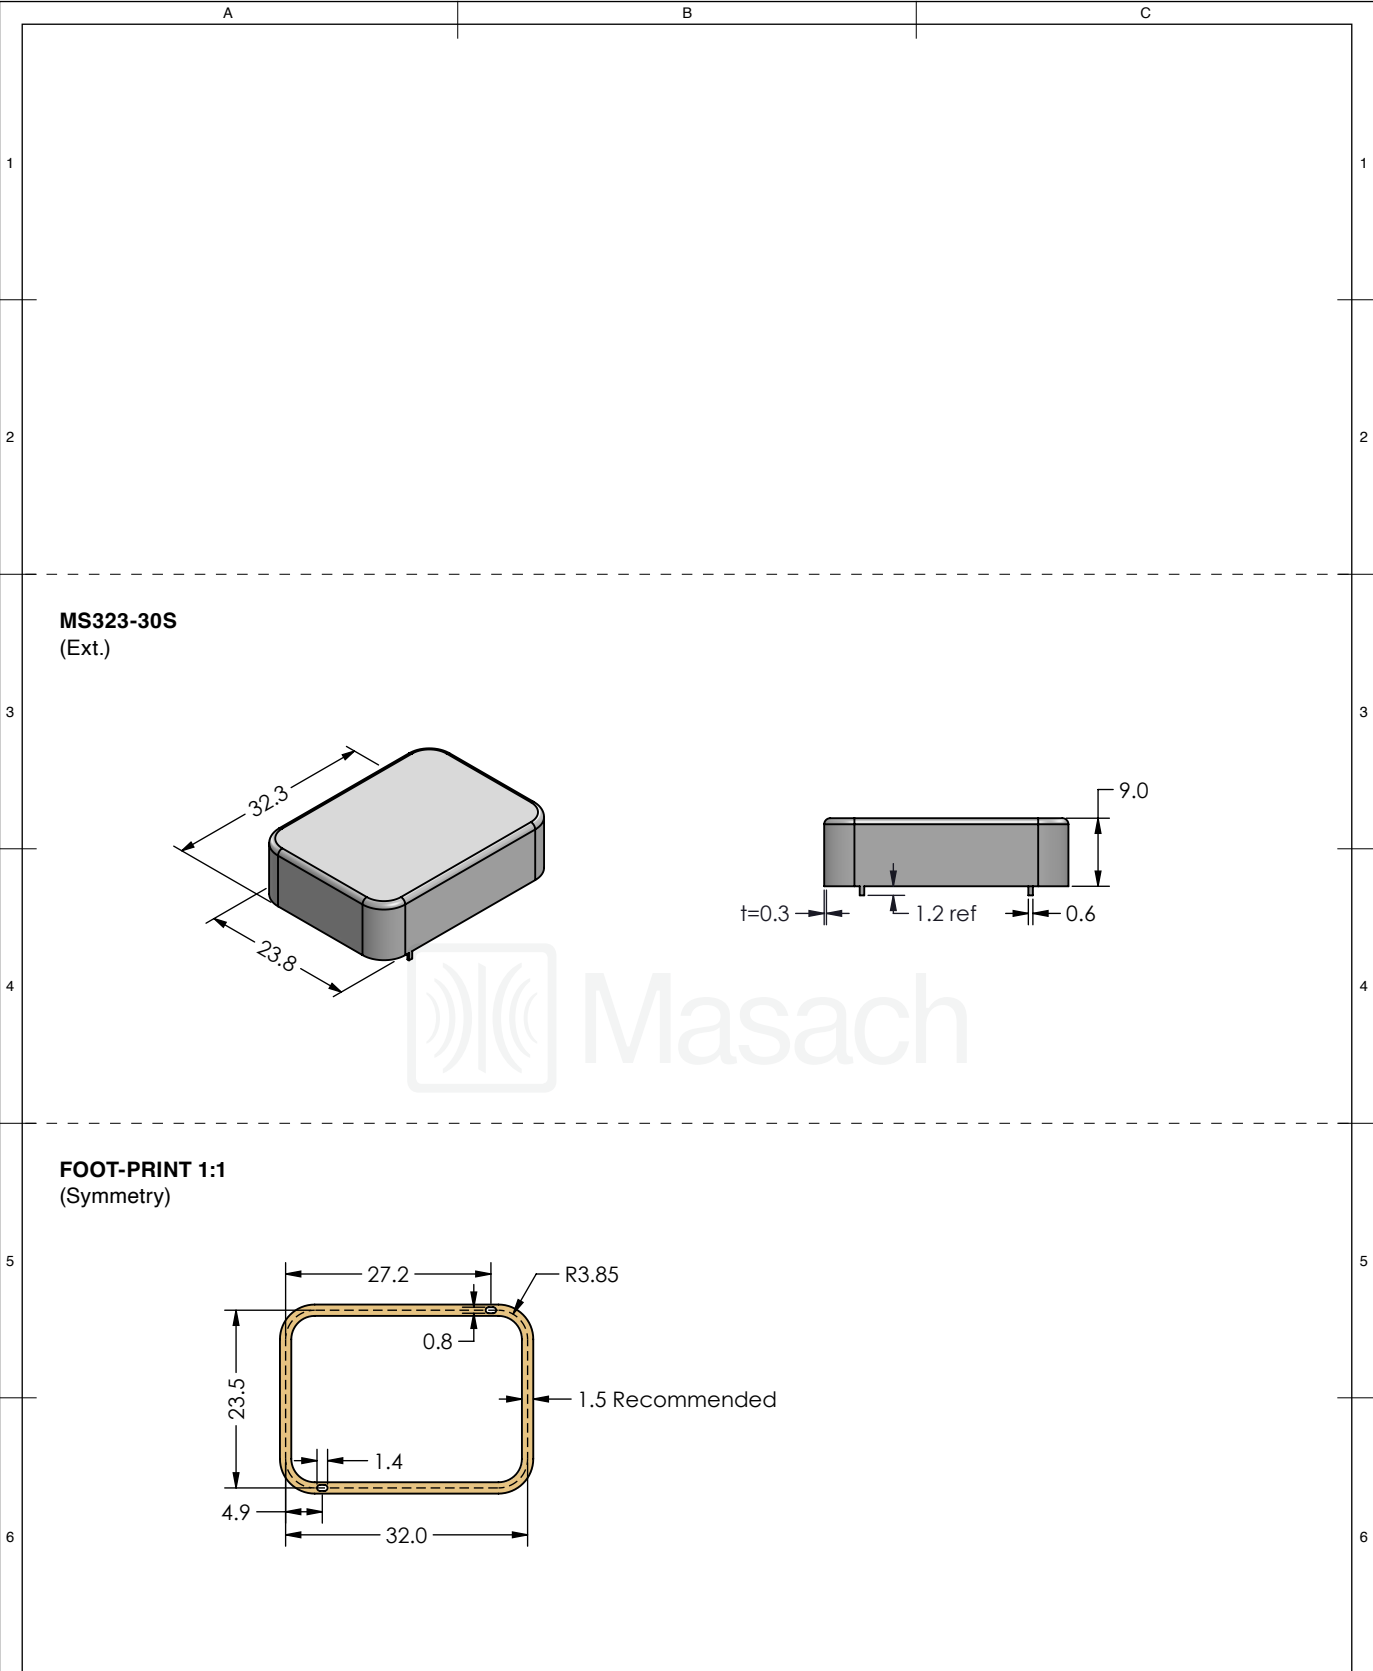 A B C
1 1
2 2
MS323-30S
(Ext.)
3 3
32.3
9.0
23.8
t=0.3 1.2 ref 0.6
4 4
Masach
FOOT-PRINT 1:1
(Symmetry)
5 5
27.2 R3.85
0.8
23.5
1.5 Recommended
1.4
4.9
32.0
6 6